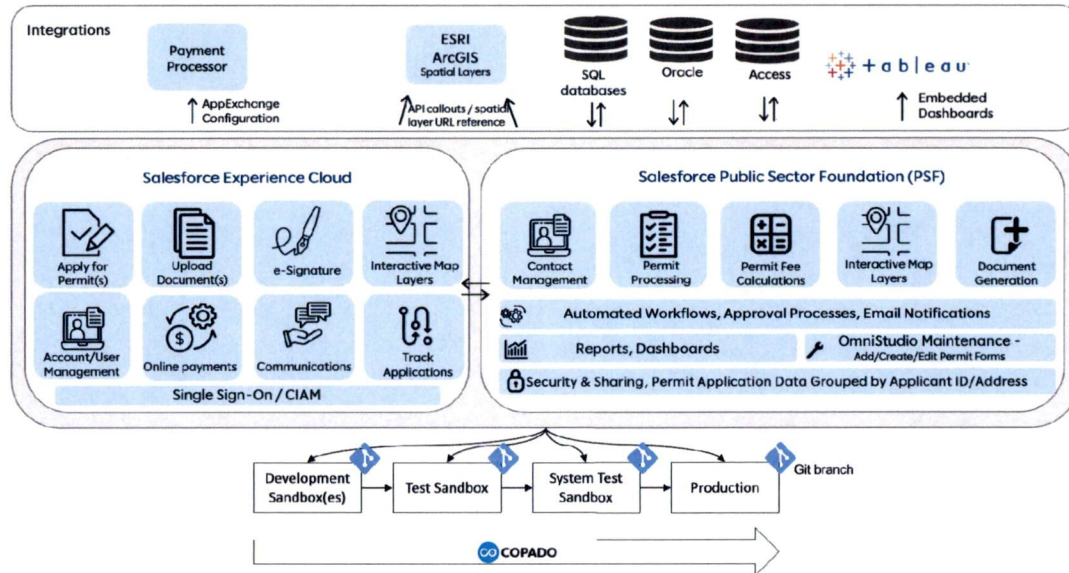 Integrations
Payment
Processor
AppExchange
Configuration
ESRI
ArcGIS
Spatial Layers
API callouts / spatial
layer URL reference
SQL
databases
Oracle
Access
+ a b l e a u
Embedded
Dashboards
Salesforce Experience Cloud
Apply for
Permit(s)
Upload
Document(s)
e-Signature
Interactive Map
Layers
Account/User
Management
Online payments
Communications
Track
Applications
Single Sign-On / CIAM
Salesforce Public Sector Foundation (PSF)
Contact
Management
Permit
Processing
Permit Fee
Calculations
Interactive Map
Layers
Document
Generation
Automated Workflows, Approval Processes, Email Notifications
Reports, Dashboards
OmniStudio Maintenance -
Add/Create/Edit Permit Forms
Security & Sharing, Permit Application Data Grouped by Applicant ID/Address
Development
Sandbox(es)
Test Sandbox
System Test
Sandbox
Production
Git branch
COPADO